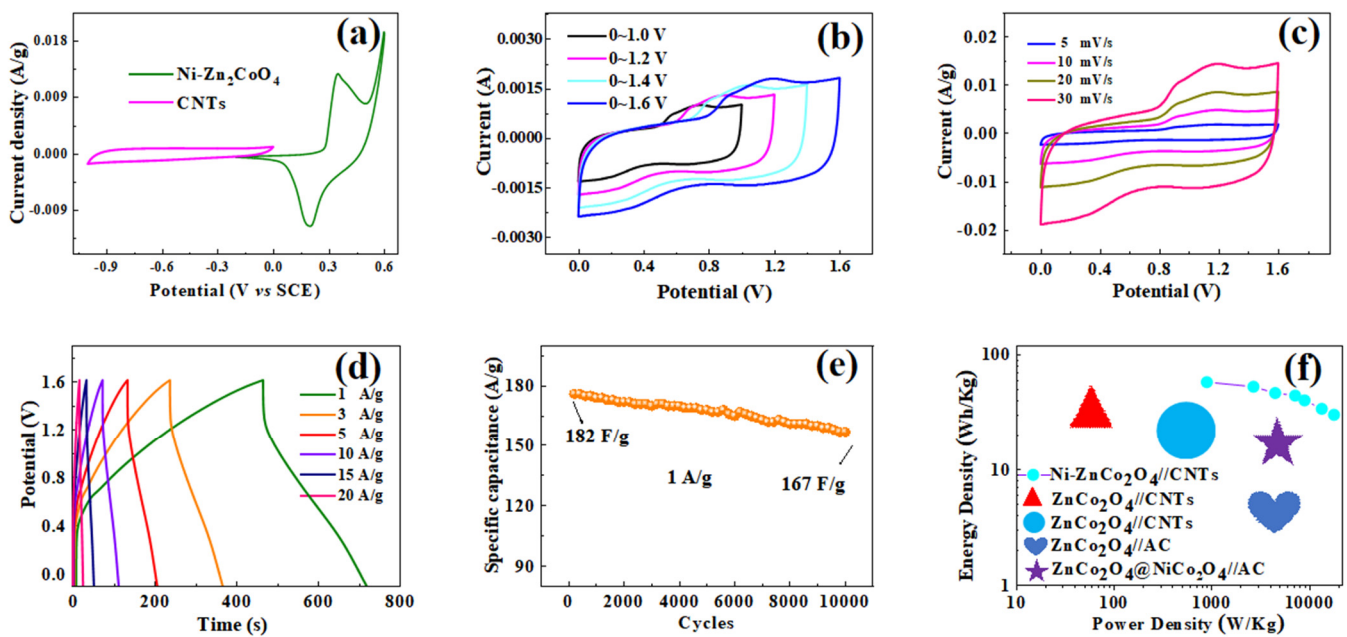 (a)
Current density (A/g)
0.018
0.009
0.000
-0.009
Ni-Zn₂CoO₄
CNTs
-0.9
-0.6
-0.3
0.0
0.3
0.6
Potential (V vs SCE)
(b)
Current (A)
0.0030
0.0015
0.0000
-0.0015
-0.0030
0~1.0 V
0~1.2 V
0~1.4 V
0~1.6 V
0.0
0.4
0.8
1.2
1.6
Potential (V)
(c)
Current (A/g)
0.02
0.01
0.00
-0.01
-0.02
5 mV/s
10 mV/s
20 mV/s
30 mV/s
0.0
0.4
0.8
1.2
1.6
Potential (V)
(d)
Potential (V)
1.6
1.2
0.8
0.4
0.0
1 A/g
3 A/g
5 A/g
10 A/g
15 A/g
20 A/g
0
200
400
600
800
Time (s)
(e)
Specific capacitance (A/g)
180
150
120
90
182 F/g
1 A/g
167 F/g
0
2000
4000
6000
8000
10000
Cycles
(f)
Energy Density (Wh/Kg)
100
10
1
Ni-ZnCo₂O₄//CNTs
ZnCo₂O₄//CNTs
ZnCo₂O₄//CNTs
ZnCo₂O₄//AC
ZnCo₂O₄@NiCo₂O₄//AC
10
100
1000
10000
Power Density (W/Kg)